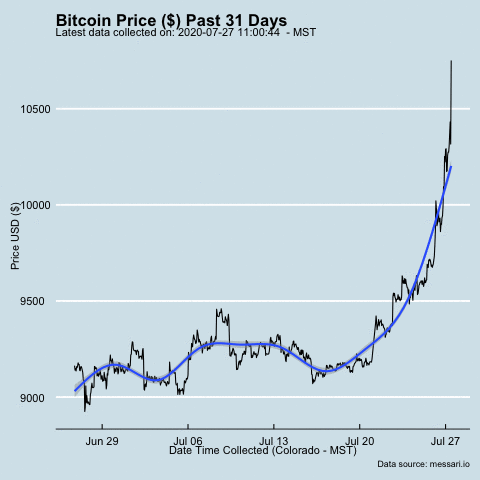 Bitcoin Price ($) Past 31 Days
Latest data collected on: 2020-07-27 11:00:44  - MST
Price USD ($)
10500
10000
9500
9000
Jun 29
Jul 06
Jul 13
Jul 20
Jul 27
Date Time Collected (Colorado - MST)
Data source: messari.io